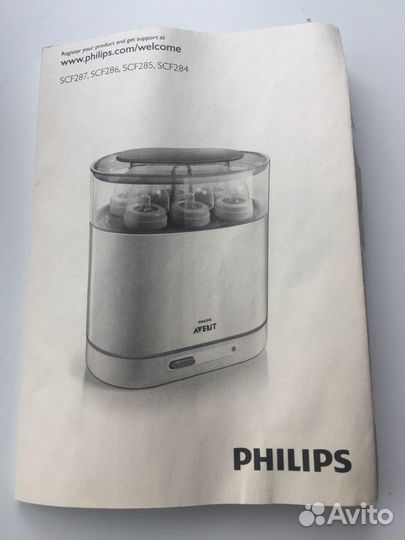 Register your product and get support at
www.philips.com/welcome
SCF287, SCF286, SCF285, SCF284
PHILIPS
AVENT
PHILIPS
Avito